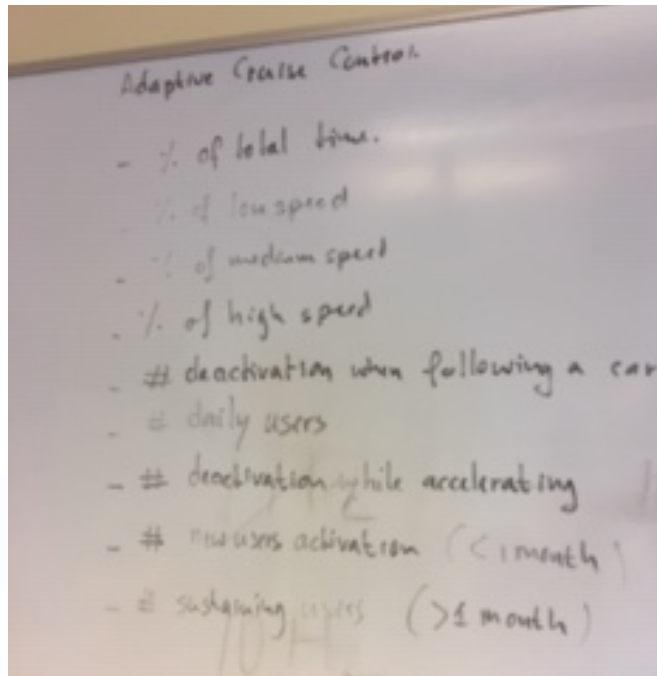 Adaptive Cruise Control.
- % of total time.
- % of low speed
- % of medium speed
- % of high speed
- # deactivation when following a car
- # daily users
- # deactivation while accelerating
- # new users activation (<1 month)
- # sustaining users (>1 month)